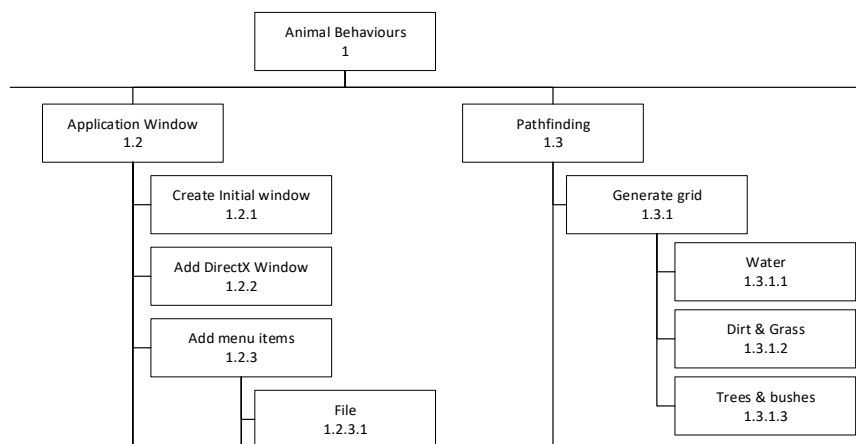 Animal Behaviours
1
Application Window
1.2
Create Initial window
1.2.1
Add DirectX Window
1.2.2
Add menu items
1.2.3
File
1.2.3.1
Pathfinding
1.3
Generate grid
1.3.1
Water
1.3.1.1
Dirt & Grass
1.3.1.2
Trees & bushes
1.3.1.3